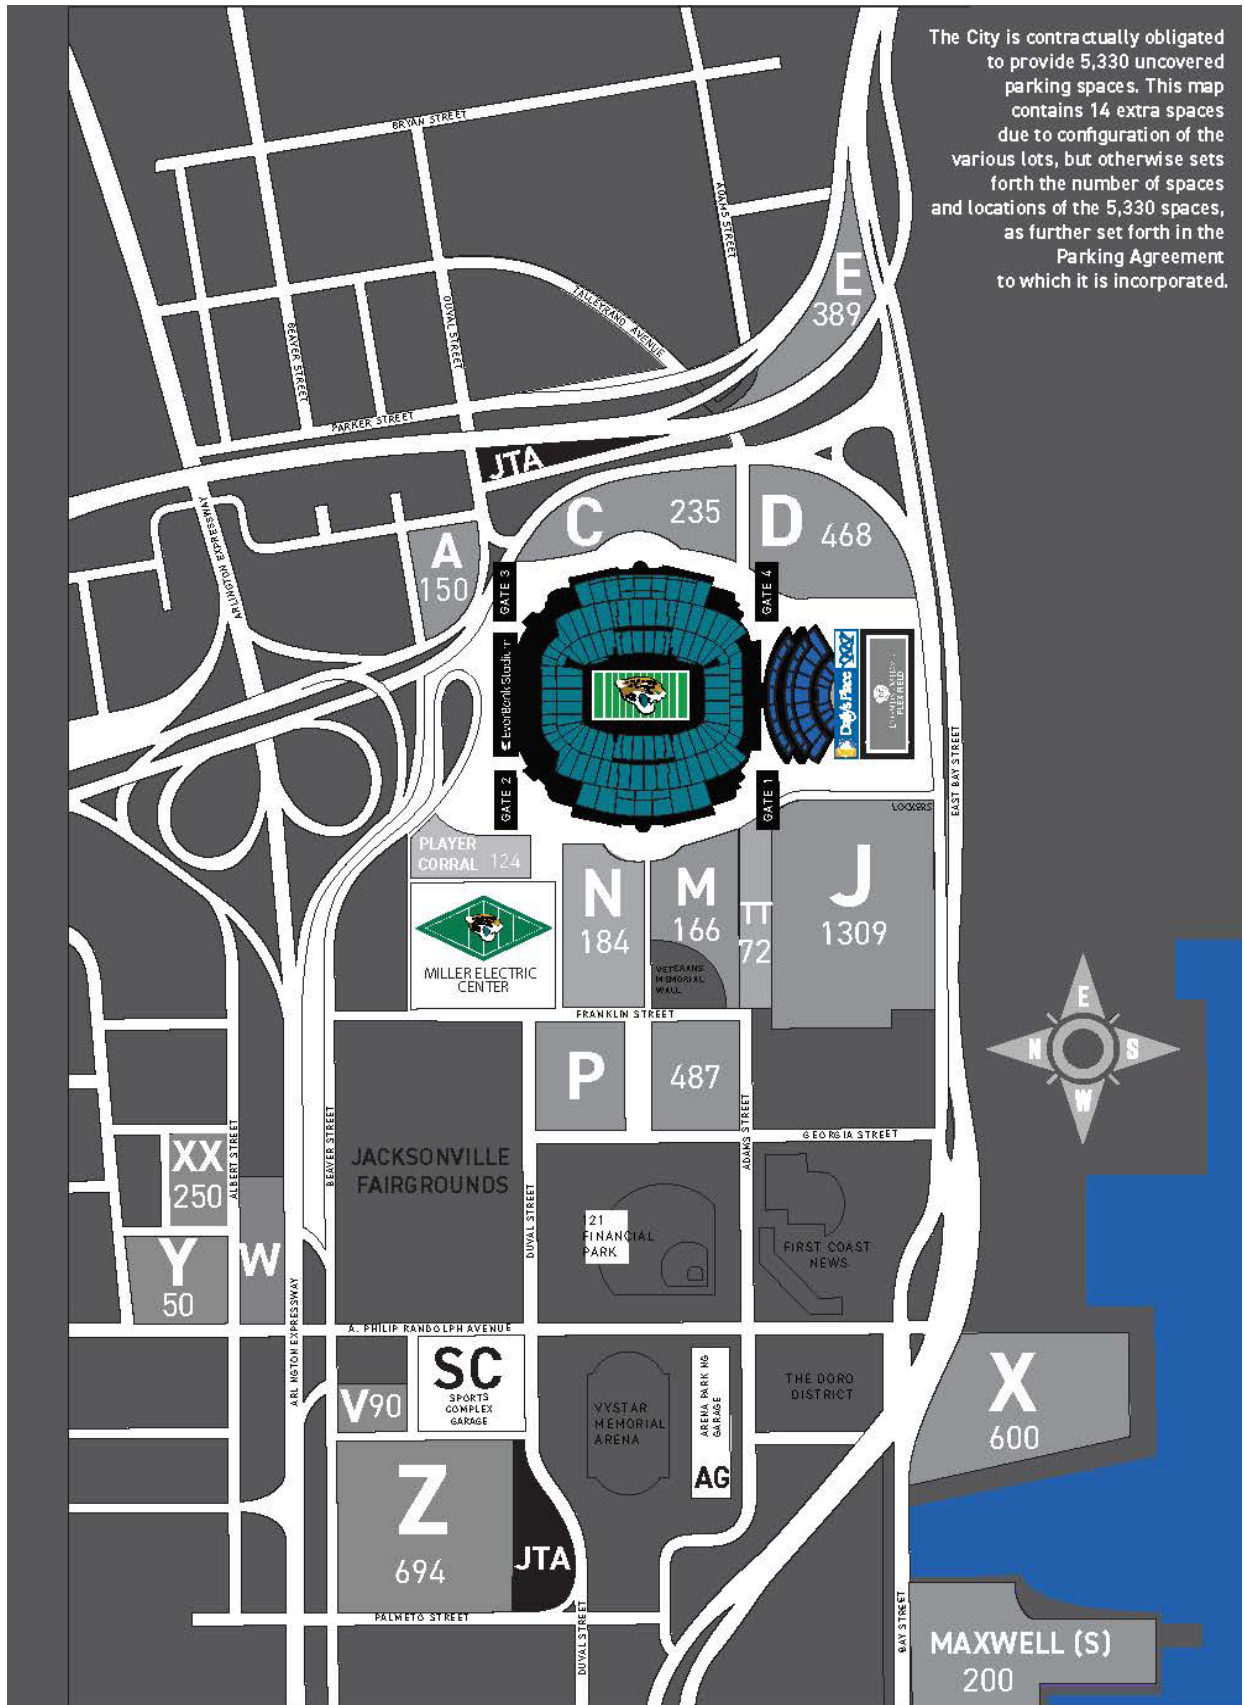 The City is contractually obligated
to provide 5,330 uncovered
parking spaces. This map
contains 14 extra spaces
due to configuration of the
various lots, but otherwise sets
forth the number of spaces
and locations of the 5,330 spaces,
as further set forth in the
Parking Agreement
to which it is incorporated.
BRYAN STREET
ADAMS STREET
E
389
TALLEYRAND AVENUE
DUVAL STREET
BEAVER STREET
PARKER STREET
JTA
ARLINGTON EXPRESSWAY
C
235
D
468
A
150
GATE 3
GATE 4
EverBank Stadium
Daily's Place
FLEX FIELD
EAST BAY STREET
GATE 2
GATE 1
LOCKERS
PLAYER
CORRAL 124
N
184
M
166
TT
72
J
1309
MILLER ELECTRIC
CENTER
VETERANS
MEMORIAL
WALL
FRANKLIN STREET
E
N
S
W
P
487
ADAMS STREET
GEORGIA STREET
XX
250
ALBERT STREET
BEAVER STREET
JACKSONVILLE
FAIRGROUNDS
DUVAL STREET
121
FINANCIAL
PARK
FIRST COAST
NEWS
Y
50
W
ARLINGTON EXPRESSWAY
A. PHILIP RANDOLPH AVENUE
V90
SC
SPORTS
COMPLEX
GARAGE
VYSTAR
MEMORIAL
ARENA
ARENA PARKING
GARAGE
AG
THE DORO
DISTRICT
X
600
Z
694
JTA
PALMETO STREET
DUVAL STREET
BAY STREET
MAXWELL (S)
200